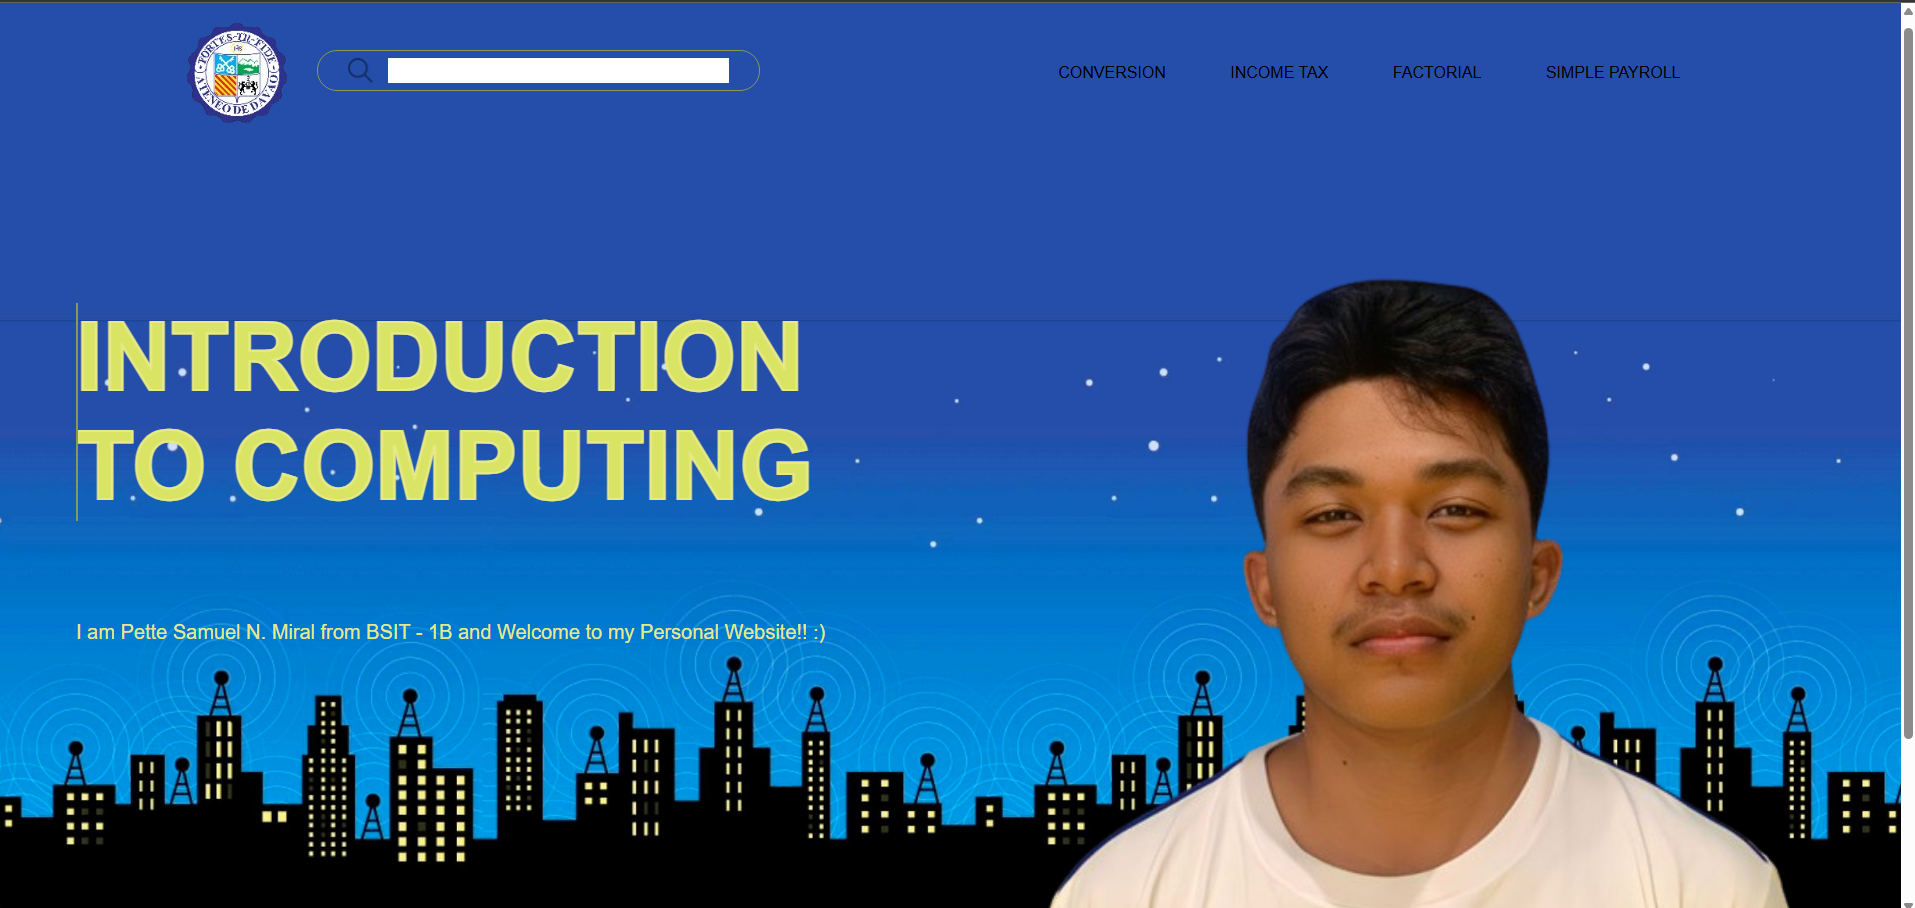 FORTES-IN-FIDE
ATENEO DE DAVAO
CONVERSION INCOME TAX FACTORIAL SIMPLE PAYROLL
INTRODUCTION
TO COMPUTING
I am Pette Samuel N. Miral from BSIT - 1B and Welcome to my Personal Website!! :)